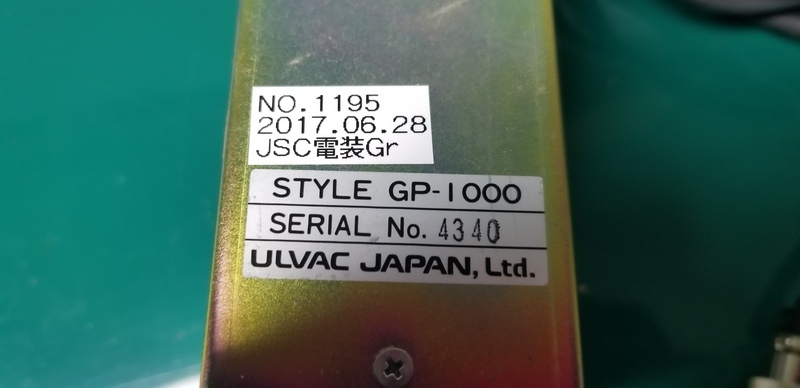 NO.1195
2017.06.28
JSC電装Gr
STYLE GP-1000
SERIAL No. 4340
ULVAC JAPAN, Ltd.